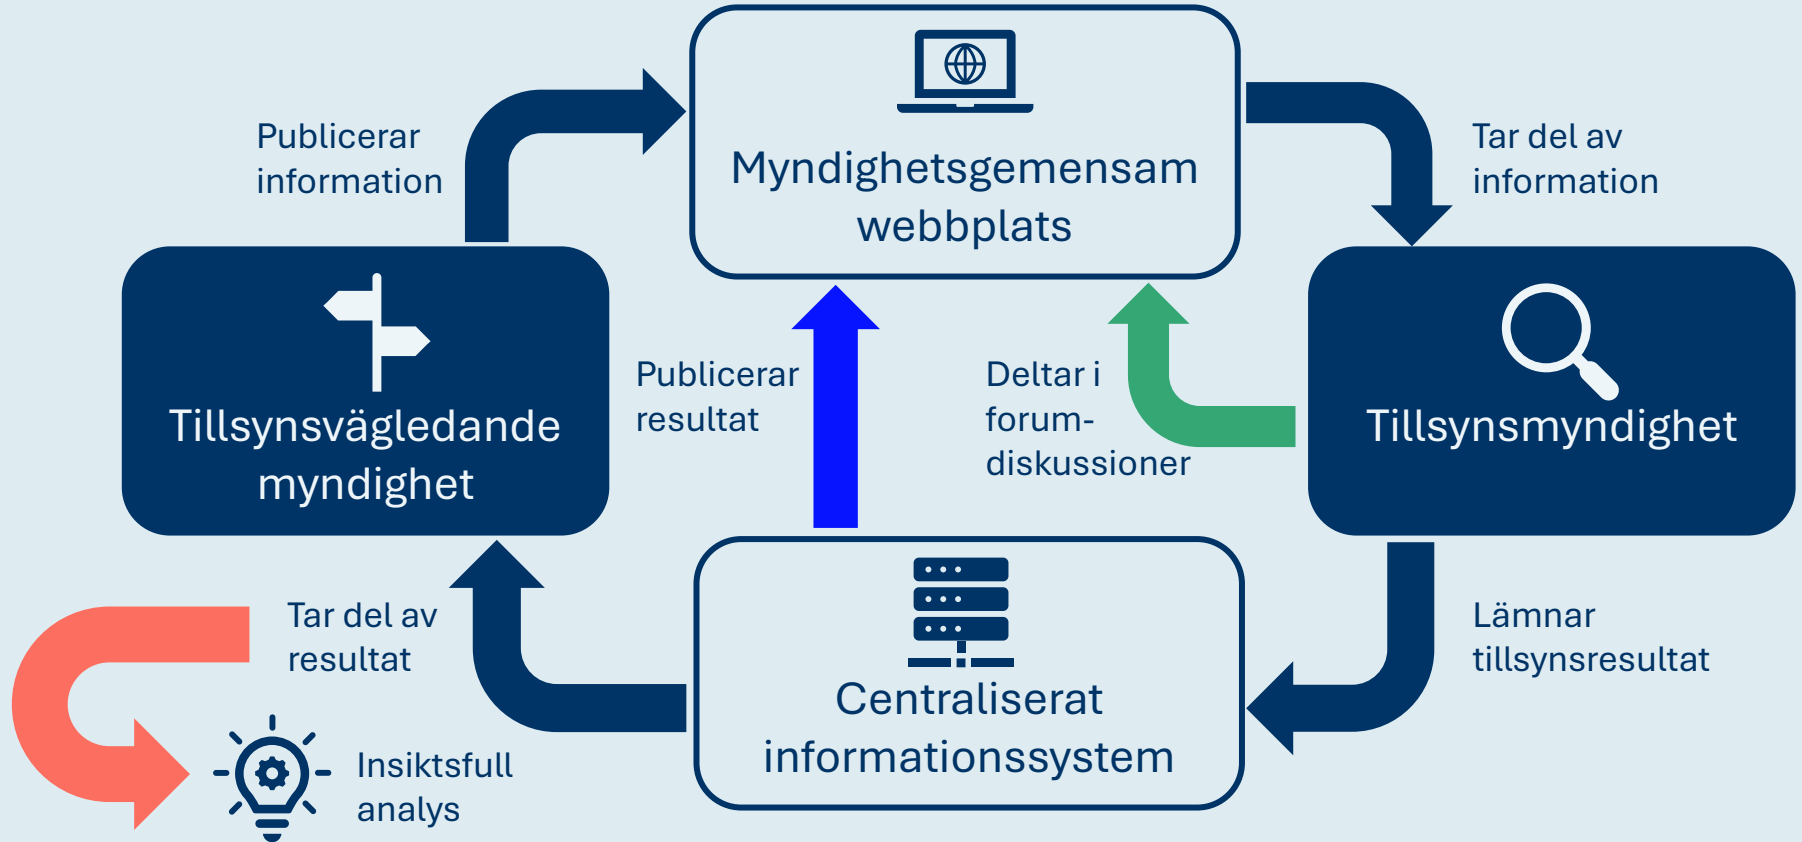 Publicerar
information
Myndighetsgemensam
webbplats
Tar del av
information
Tillsynsvägledande
myndighet
Publicerar
resultat
Deltar i
forum-
diskussioner
Tillsynsmyndighet
Tar del av
resultat
Centraliserat
informationssystem
Lämnar
tillsynsresultat
Insiktsfull
analys